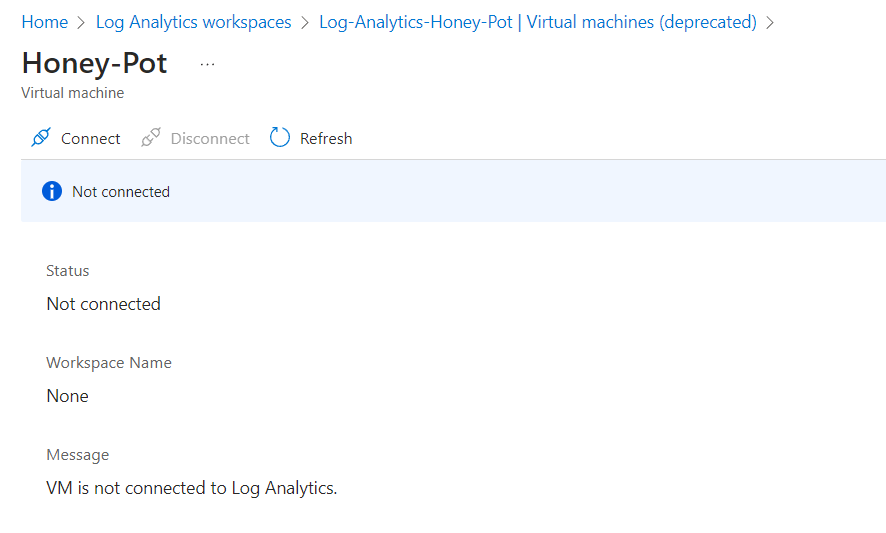 Home > Log Analytics workspaces > Log-Analytics-Honey-Pot | Virtual machines (deprecated) >
Honey-Pot ...
Virtual machine
Connect Disconnect Refresh
Not connected
Status
Not connected
Workspace Name
None
Message
VM is not connected to Log Analytics.